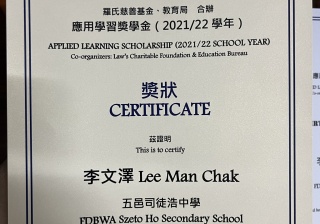 羅氏慈善基金、教育局 合辦
應用學習獎學金（2021/22 學年）
APPLIED LEARNING SCHOLARSHIP (2021/22 SCHOOL YEAR)
Co-organizers: Law's Charitable Foundation & Education Bureau
獎狀
CERTIFICATE
茲證明
This is to certify
李文澤 Lee Man Chak
五邑司徒浩中學
FDBWA Szeto Ho Secondary School